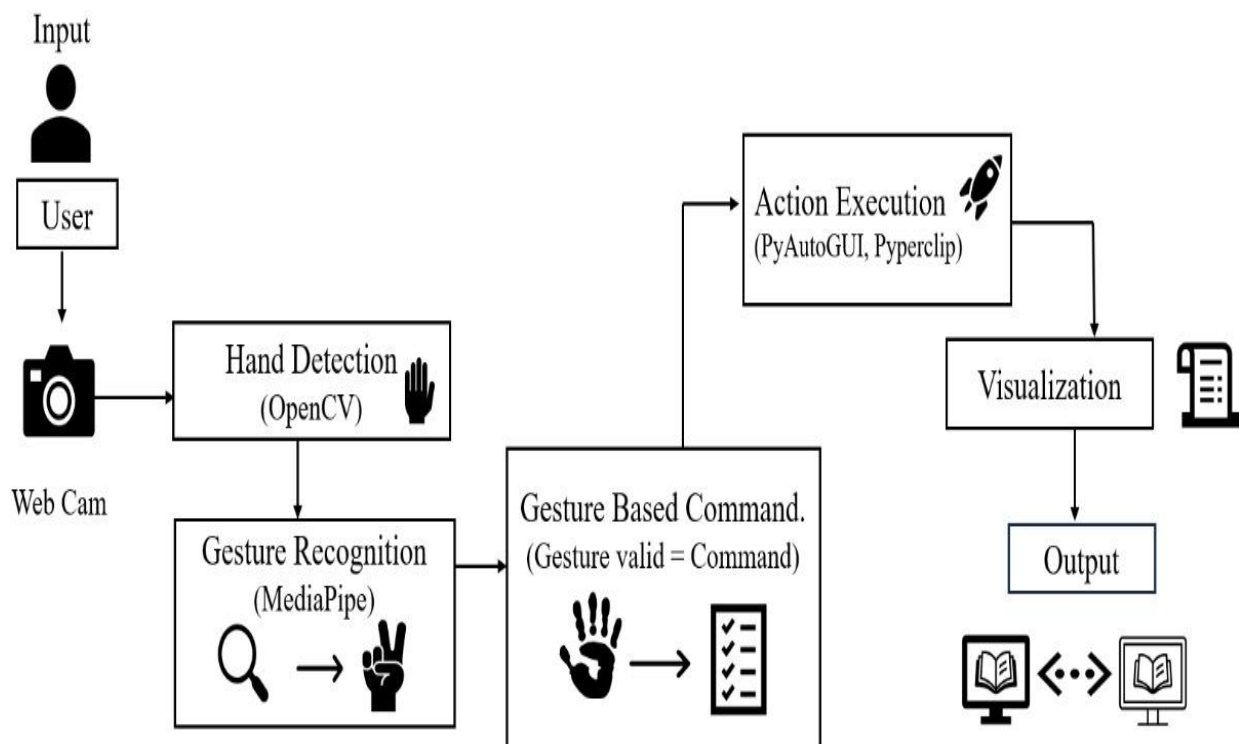 Input
User
Web Cam
Hand Detection
(OpenCV)
Gesture Recognition
(MediaPipe)
Gesture Based Command.
(Gesture valid = Command)
Action Execution
(PyAutoGUI, Pyperclip)
Visualization
Output